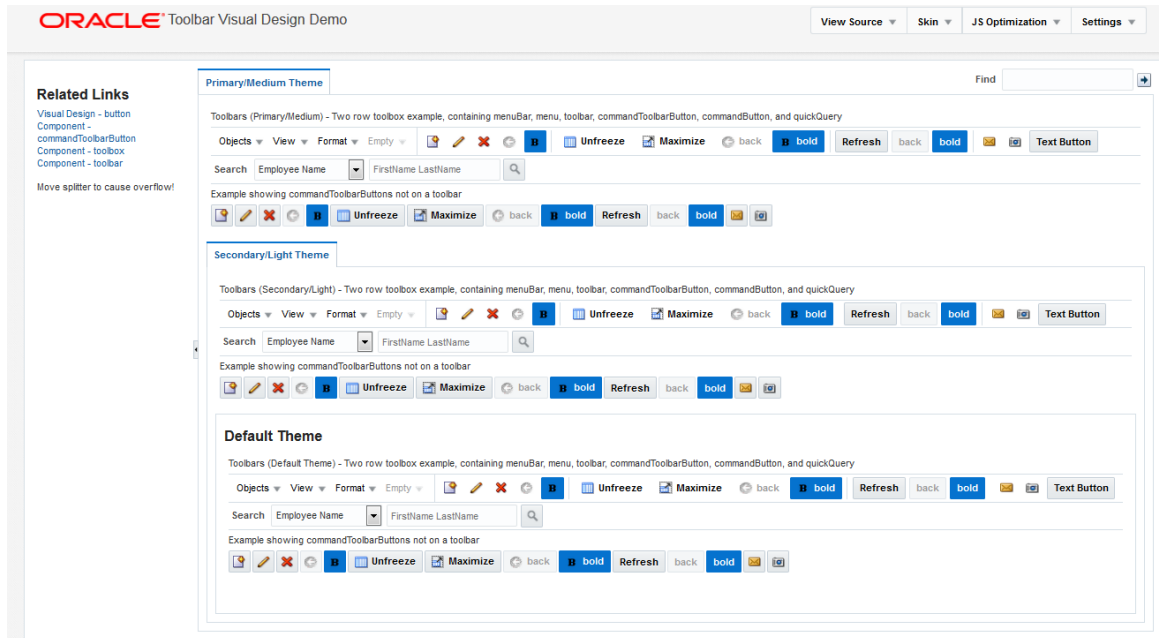 ORACLE Toolbar Visual Design Demo
View Source Skin JS Optimization Settings
Related Links
Visual Design - button
Component -
commandToolbarButton
Component - toolbox
Component - toolbar
Move splitter to cause overflow!
Primary/Medium Theme
Find
Toolbars (Primary/Medium) - Two row toolbox example, containing menuBar, menu, toolbar, commandToolbarButton, commandButton, and quickQuery
Objects View Format Empty B Unfreeze Maximize back B bold Refresh back bold Text Button
Search Employee Name FirstName LastName
Example showing commandToolbarButtons not on a toolbar
B Unfreeze Maximize back B bold Refresh back bold
Secondary/Light Theme
Toolbars (Secondary/Light) - Two row toolbox example, containing menuBar, menu, toolbar, commandToolbarButton, commandButton, and quickQuery
Objects View Format Empty B Unfreeze Maximize back B bold Refresh back bold Text Button
Search Employee Name FirstName LastName
Example showing commandToolbarButtons not on a toolbar
B Unfreeze Maximize back B bold Refresh back bold
Default Theme
Toolbars (Default Theme) - Two row toolbox example, containing menuBar, menu, toolbar, commandToolbarButton, commandButton, and quickQuery
Objects View Format Empty B Unfreeze Maximize back B bold Refresh back bold Text Button
Search Employee Name FirstName LastName
Example showing commandToolbarButtons not on a toolbar
B Unfreeze Maximize back B bold Refresh back bold